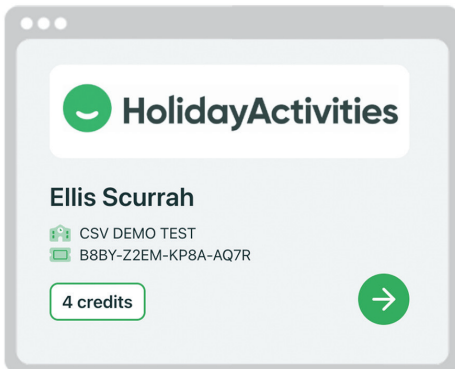 HolidayActivities
Ellis Scurrah
CSV DEMO TEST
B8BY-Z2EM-KP8A-AQ7R
4 credits